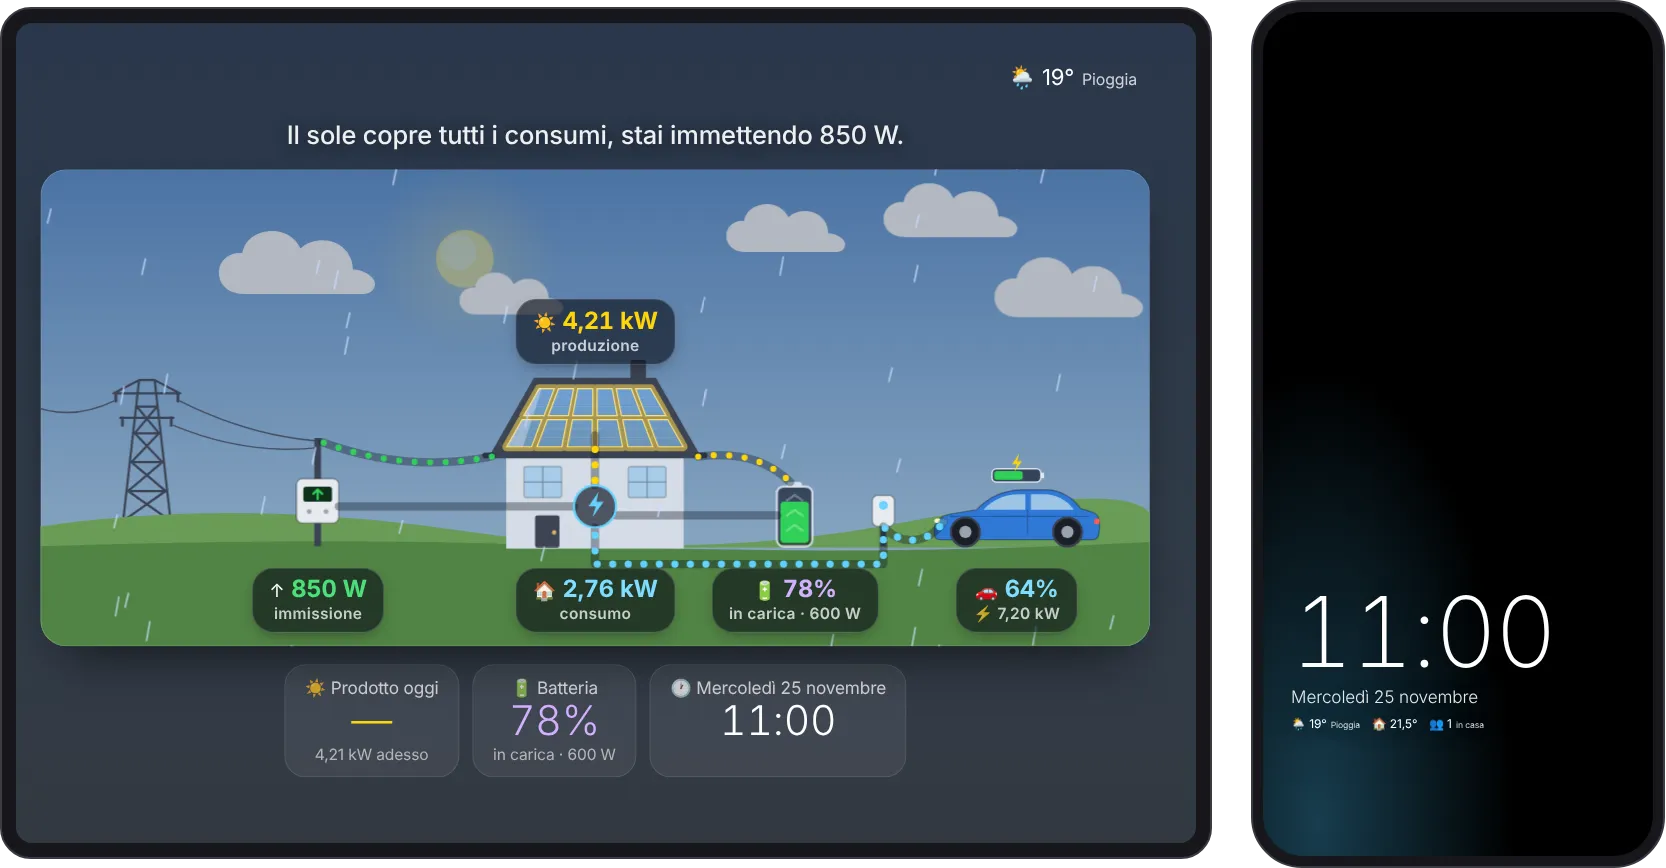 19° Pioggia
Il sole copre tutti i consumi, stai immettendo 850 W.
4,21 kW
produzione
↑ 850 W
immissione
2,76 kW
consumo
78%
in carica · 600 W
64%
⚡ 7,20 kW
Prodotto oggi
—
4,21 kW adesso
Batteria
78%
in carica · 600 W
Mercoledì 25 novembre
11:00
11:00
Mercoledì 25 novembre
19° Pioggia 21,5° 1 in casa